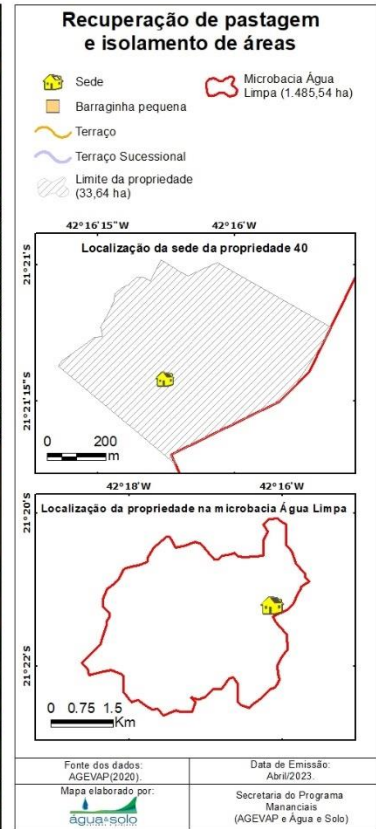 Recuperação de pastagem
e isolamento de áreas
Sede
Microbacia Água
Limpa (1.485,54 ha)
Barraginha pequena
Terraço
Terraço Sucessional
Limite da propriedade
(33,64 ha)
42°16'15"W
42°16'W
Localização da sede da propriedade 40
21°21'S
21°21'15"S
0
200
m
42°18'W
42°16'W
Localização da propriedade na microbacia Água Limpa
21°20'S
21°22'S
0 0.75 1.5
Km
Fonte dos dados:
AGEVAP(2020).
Data de Emissão:
Abril/2023.
Mapa elaborado por:
água&solo
Secretaria do Programa
Mananciais
(AGEVAP e Água e Solo)